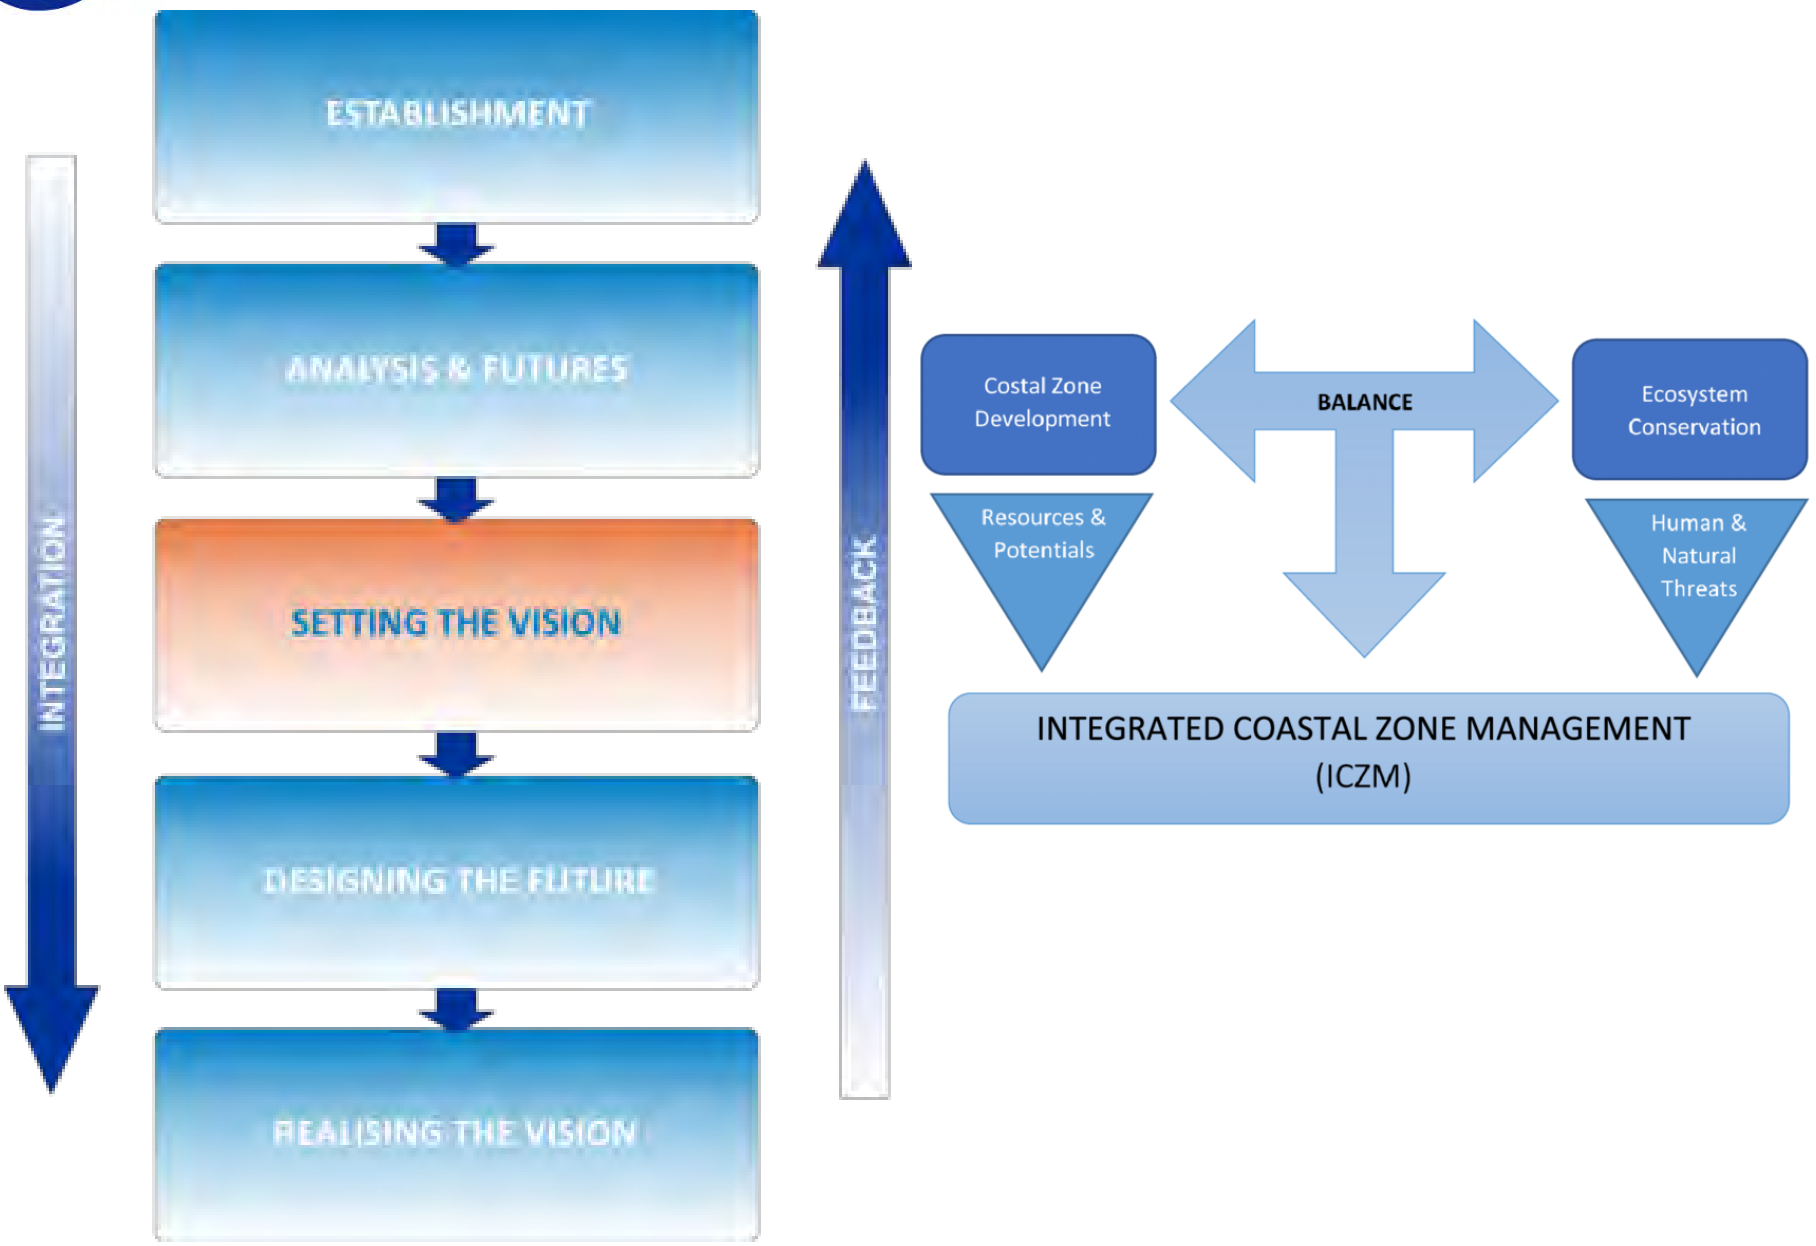 ESTABLISHMENT
ANALYSIS & FUTURES
SETTING THE VISION
DESIGNING THE FUTURE
REALISING THE VISION
INTEGRATION
FEEDBACK
Costal Zone
Development
BALANCE
Ecosystem
Conservation
Resources &
Potentials
Human &
Natural
Threats
INTEGRATED COASTAL ZONE MANAGEMENT
(ICZM)